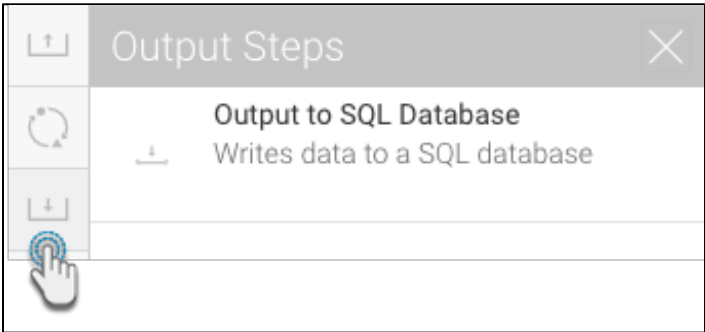 Output Steps
Output to SQL Database
Writes data to a SQL database